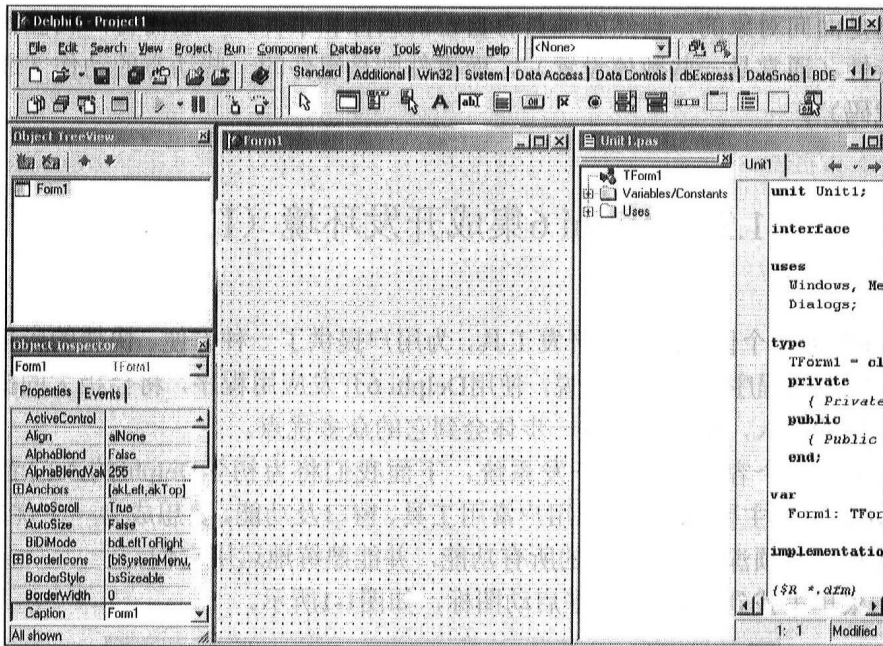 Delphi 6 - Project1
File Edit Search View Project Run Component Database Tools Window Help <None>
Standard Additional Win32 System Data Access Data Controls dbExpress DataSnap BDE
Object TreeView
Form1
Object Inspector
Form1 TForm1
Properties Events
ActiveControl
Align alNone
AlphaBlend False
AlphaBlendVal 255
Anchors [akLeft,akTop]
AutoScroll True
AutoSize False
BiDiMode bdLeftToRight
BorderIcons [biSystemMenu,
BorderStyle bsSizeable
BorderWidth 0
Caption Form1
All shown
Form1
Unit1.pas
TForm1
Variables/Constants
Uses
Unit1
unit Unit1;
interface
uses
Windows, Me
Dialogs;
type
TForm1 = cl
private
{ Private
public
{ Public
end;
var
Form1: TFor
implementatio
{$R *.dfm}
1: 1 Modified